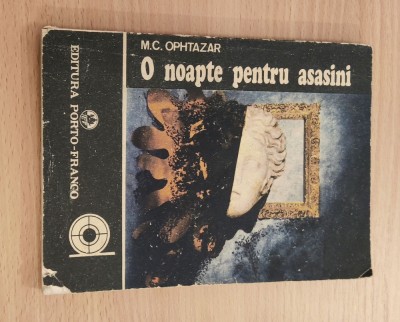 M.C. OPHTAZAR
O noapte pentru asasini
EDITURA PORTO-FRANCO